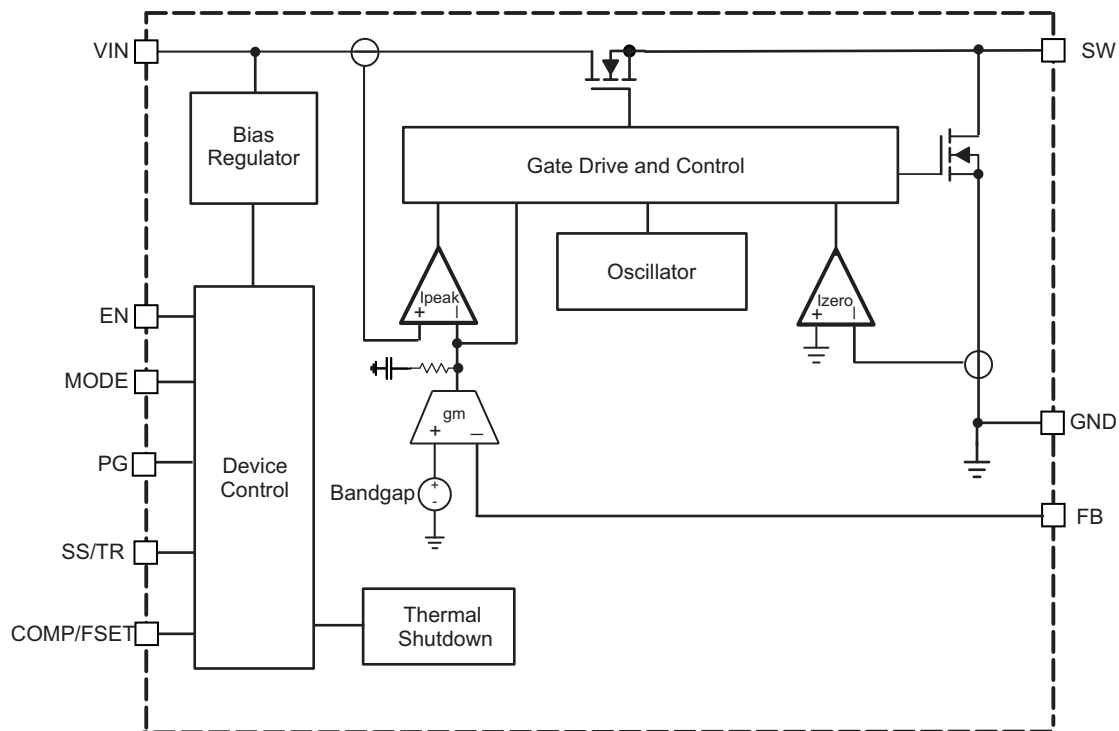 VIN
SW
Bias
Regulator
Gate Drive and Control
Oscillator
Ipeak
+ –
Izero
+ –
EN
MODE
PG
SS/TR
COMP/FSET
Device
Control
gm
+ –
Bandgap
+
-
GND
FB
Thermal
Shutdown